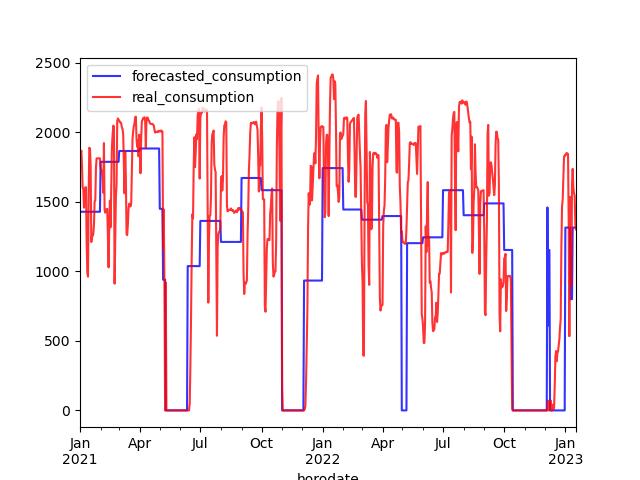 2500
2000
1500
1000
500
0
forecasted_consumption
real_consumption
Jan
2021
Apr
Jul
Oct
Jan
2022
Apr
Jul
Oct
Jan
2023
horodate